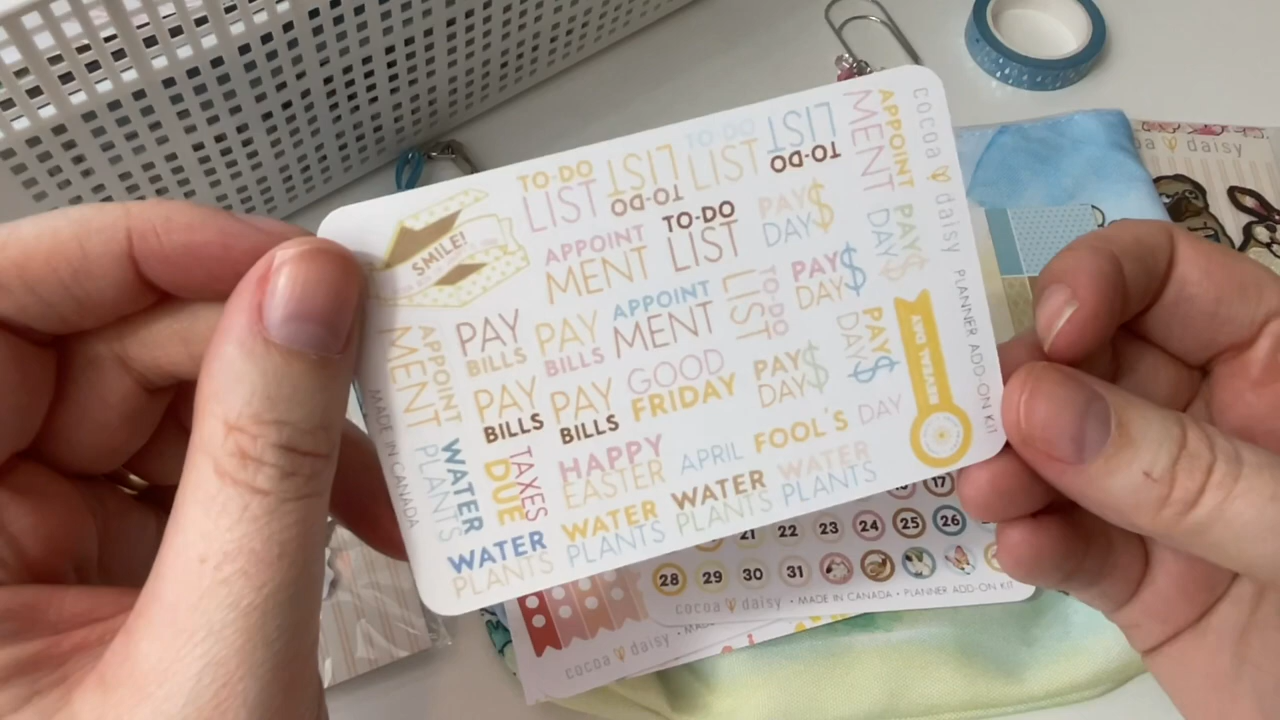 TO-DO
LIST
TO-DO
LIST
TO-DO
LIST
TO-DO
LIST
APPOINT
MENT
cocoa daisy
SMILE!
APPOINT
MENT
TO-DO
LIST
PAY
DAY$
PAY
DAY$
PLANNER ADD-ON KIT
PAY
BILLS
PAY
BILLS
APPOINT
MENT
TO-DO
LIST
PAY
DAY$
PAY
DAY$
APPOINT
MENT
PAY
BILLS
PAY
BILLS
GOOD
FRIDAY
PAY
DAY$
MADE IN CANADA
WATER
PLANTS
TAXES
DUE
HAPPY
EASTER
APRIL FOOL'S DAY
WATER
PLANTS
WATER
PLANTS
WATER
PLANTS
WATER
PLANTS
17
21 22 23 24 25 26
28 29 30 31
cocoa daisy • MADE IN CANADA • PLANNER ADD-ON KIT
cocoa daisy
daisy